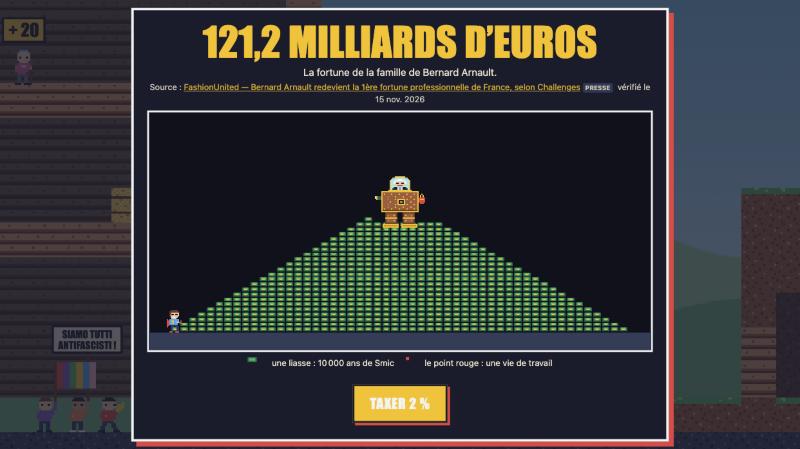 + 20
121,2 MILLIARDS D'EUROS
La fortune de la famille de Bernard Arnault.
Source : FashionUnited — Bernard Arnault redevient la 1ère fortune professionnelle de France, selon Challenges PRESSE vérifié le
15 nov. 2026
SIAMO TUTTI
ANTIFASCISTI !
une liasse : 10 000 ans de Smic le point rouge : une vie de travail
TAXER 2 %